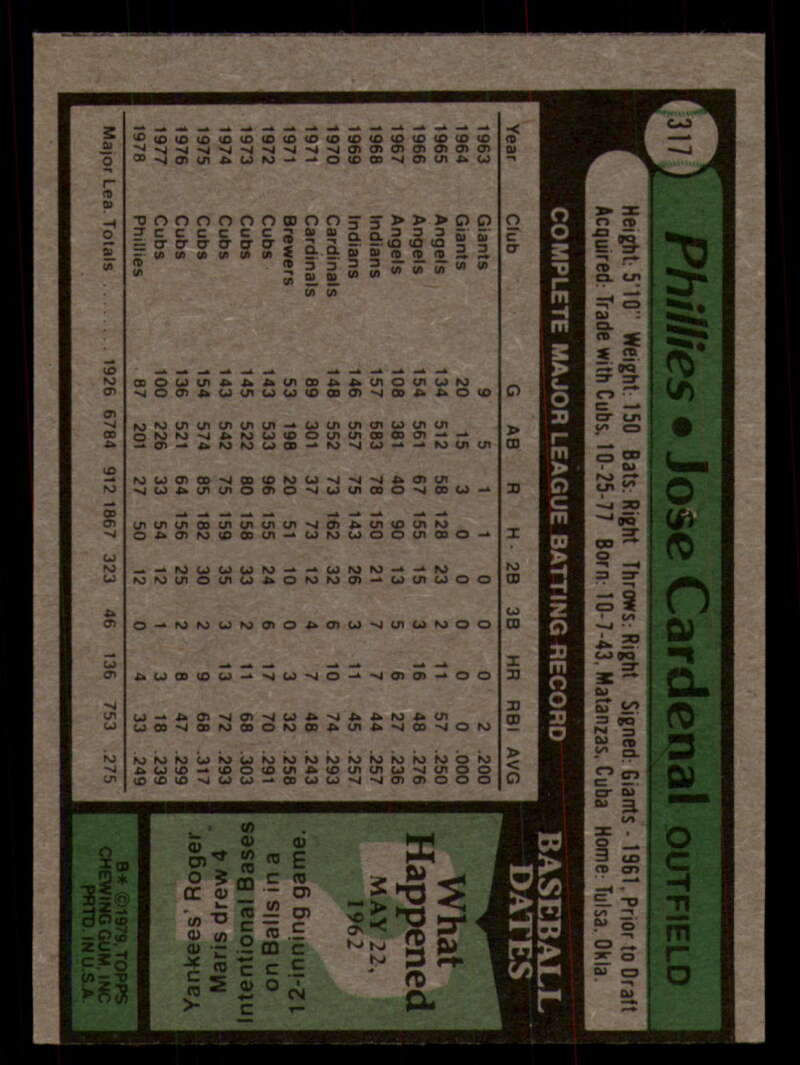 317
Phillies • Jose Cardenal OUTFIELD
Height: 5'10" Weight: 150 Bats: Right Throws: Right Signed: Giants - 1961, Prior to Draft
Acquired: Trade with Cubs, 10-25-77 Born: 10-7-43, Matanzas, Cuba Home: Tulsa, Okla.
COMPLETE MAJOR LEAGUE BATTING RECORD
Year Club G AB R H 2B 3B HR RBI AVG
1963 Giants 9 5 1 1 0 0 0 2 .200
1964 Giants 20 15 3 0 0 0 0 0 .000
1965 Angels 134 512 58 128 23 2 11 57 .250
1966 Angels 154 561 67 155 15 3 16 48 .276
1967 Angels 108 381 40 90 13 5 6 27 .236
1968 Indians 157 583 78 150 21 7 7 44 .257
1969 Indians 146 557 75 143 26 3 11 45 .257
1970 Cardinals 148 552 73 162 32 6 10 74 .293
1971 Cardinals 89 301 37 73 12 4 7 48 .243
1971 Brewers 53 198 20 51 10 0 3 32 .258
1972 Cubs 143 533 96 155 24 6 17 70 .291
1973 Cubs 145 522 80 158 33 2 11 68 .303
1974 Cubs 143 542 75 159 35 3 13 72 .293
1975 Cubs 154 574 85 182 30 2 9 68 .317
1976 Cubs 136 521 64 156 25 2 8 47 .299
1977 Cubs 100 226 33 54 12 1 3 18 .239
1978 Phillies 87 201 27 50 12 0 4 33 .249
Major Lea. Totals ........ 1926 6784 912 1867 323 46 136 753 .275
BASEBALL
DATES
What
Happened
MAY 22,
1962
Yankees' Roger
Maris drew 4
Intentional Bases
on Balls in a
12-inning game.
B* ©1979 TOPPS
CHEWING GUM, INC
PRTD. IN U.S.A.